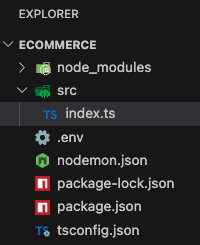 EXPLORER
ECOMMERCE
node_modules
src
TS index.ts
.env
nodemon.json
package-lock.json
package.json
TS tsconfig.json